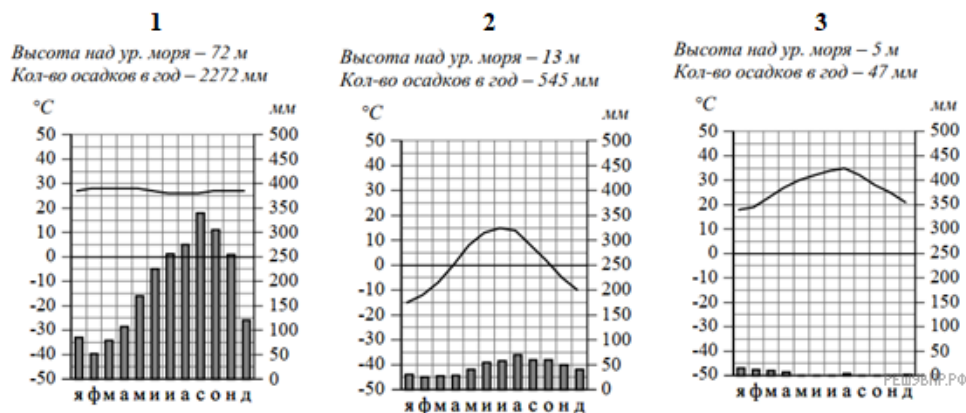 1
Высота над ур. моря – 72 м
Кол-во осадков в год – 2272 мм
°C мм
50 500
40 450
30 400
20 350
10 300
0 250
-10 200
-20 150
-30 100
-40 50
-50 0
я ф м а м и и а с о н д
2
Высота над ур. моря – 13 м
Кол-во осадков в год – 545 мм
°C мм
50 500
40 450
30 400
20 350
10 300
0 250
-10 200
-20 150
-30 100
-40 50
-50 0
я ф м а м и и а с о н д
3
Высота над ур. моря – 5 м
Кол-во осадков в год – 47 мм
°C мм
50 500
40 450
30 400
20 350
10 300
0 250
-10 200
-20 150
-30 100
-40 50
-50 0
я ф м а м и и а с о н д
РЕШУВПР.РФ